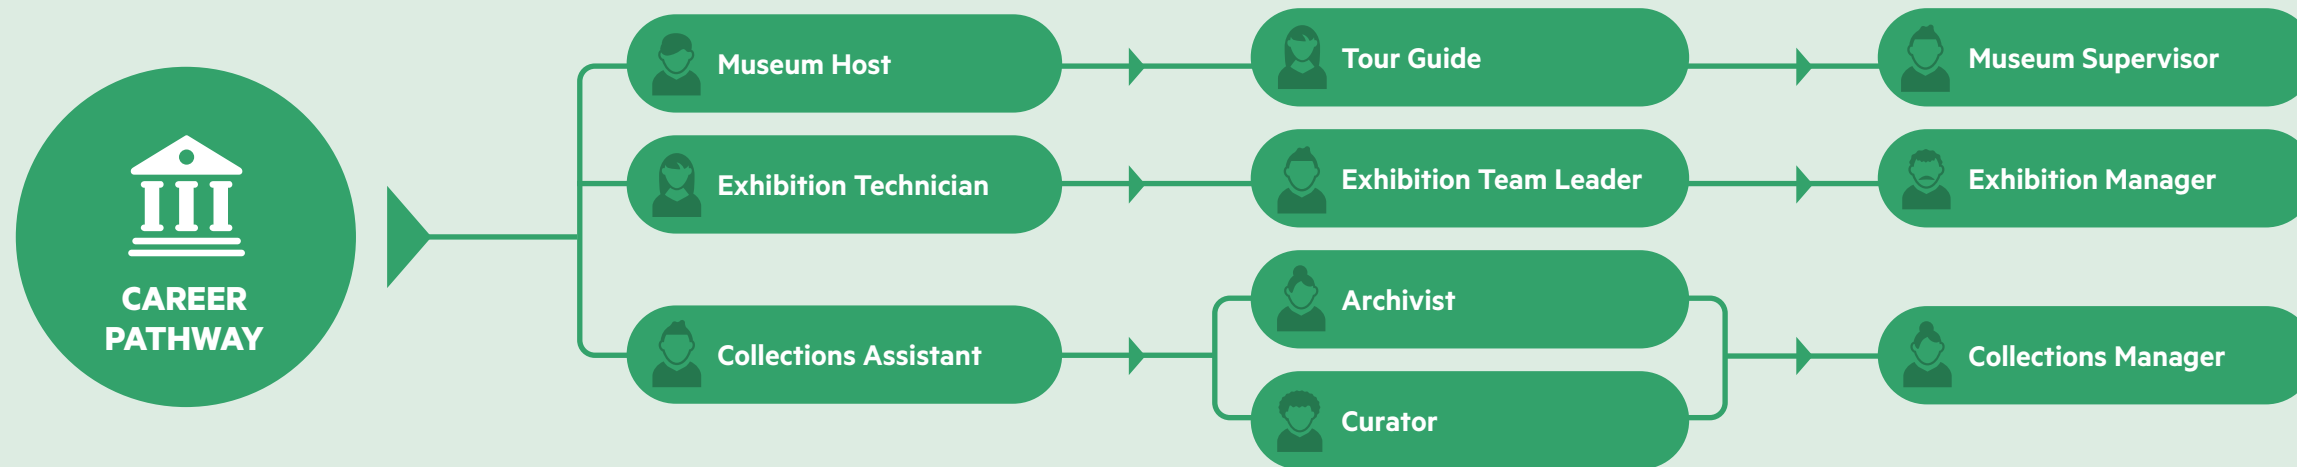 CAREER
PATHWAY
Museum Host
Tour Guide
Museum Supervisor
Exhibition Technician
Exhibition Team Leader
Exhibition Manager
Collections Assistant
Archivist
Curator
Collections Manager